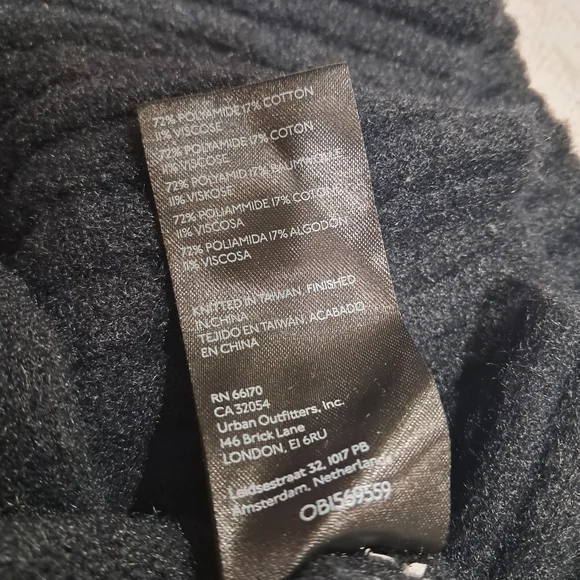 72% POLYAMIDE 17% COTTON
11% VISCOSE
72% POLYAMIDE 17% COTON
11% VISCOSE
72% POLYAMID 17% BAUMWOLLE
11% VISKOSE
72% POLIAMMIDE 17% COTONE
11% VISCOSA
72% POLIAMIDA 17% ALGODÓN
11% VISCOSA
KNITTED IN TAIWAN, FINISHED
IN CHINA
TEJIDO EN TAIWÁN, ACABADO
EN CHINA
RN 66170
CA 32054
Urban Outfitters, Inc.
146 Brick Lane
LONDON, E1 6RU
Leidsestraat 32, 1017 PB
Amsterdam, Netherlands
OB1569359